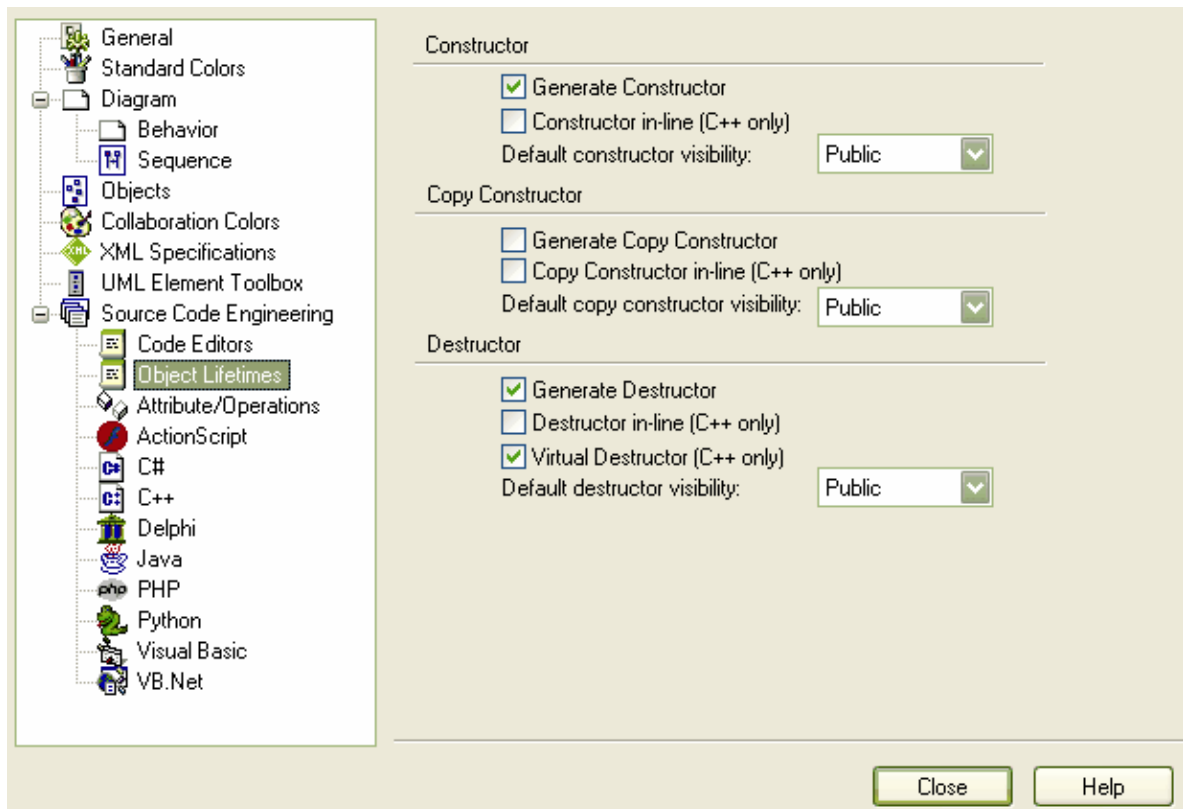 General
Standard Colors
Diagram
Behavior
Sequence
Objects
Collaboration Colors
XML Specifications
UML Element Toolbox
Source Code Engineering
Code Editors
Object Lifetimes
Attribute/Operations
ActionScript
C#
C++
Delphi
Java
php PHP
Python
Visual Basic
VB.Net
Constructor
Generate Constructor
Constructor in-line (C++ only)
Default constructor visibility: Public
Copy Constructor
Generate Copy Constructor
Copy Constructor in-line (C++ only)
Default copy constructor visibility: Public
Destructor
Generate Destructor
Destructor in-line (C++ only)
Virtual Destructor (C++ only)
Default destructor visibility: Public
Close Help